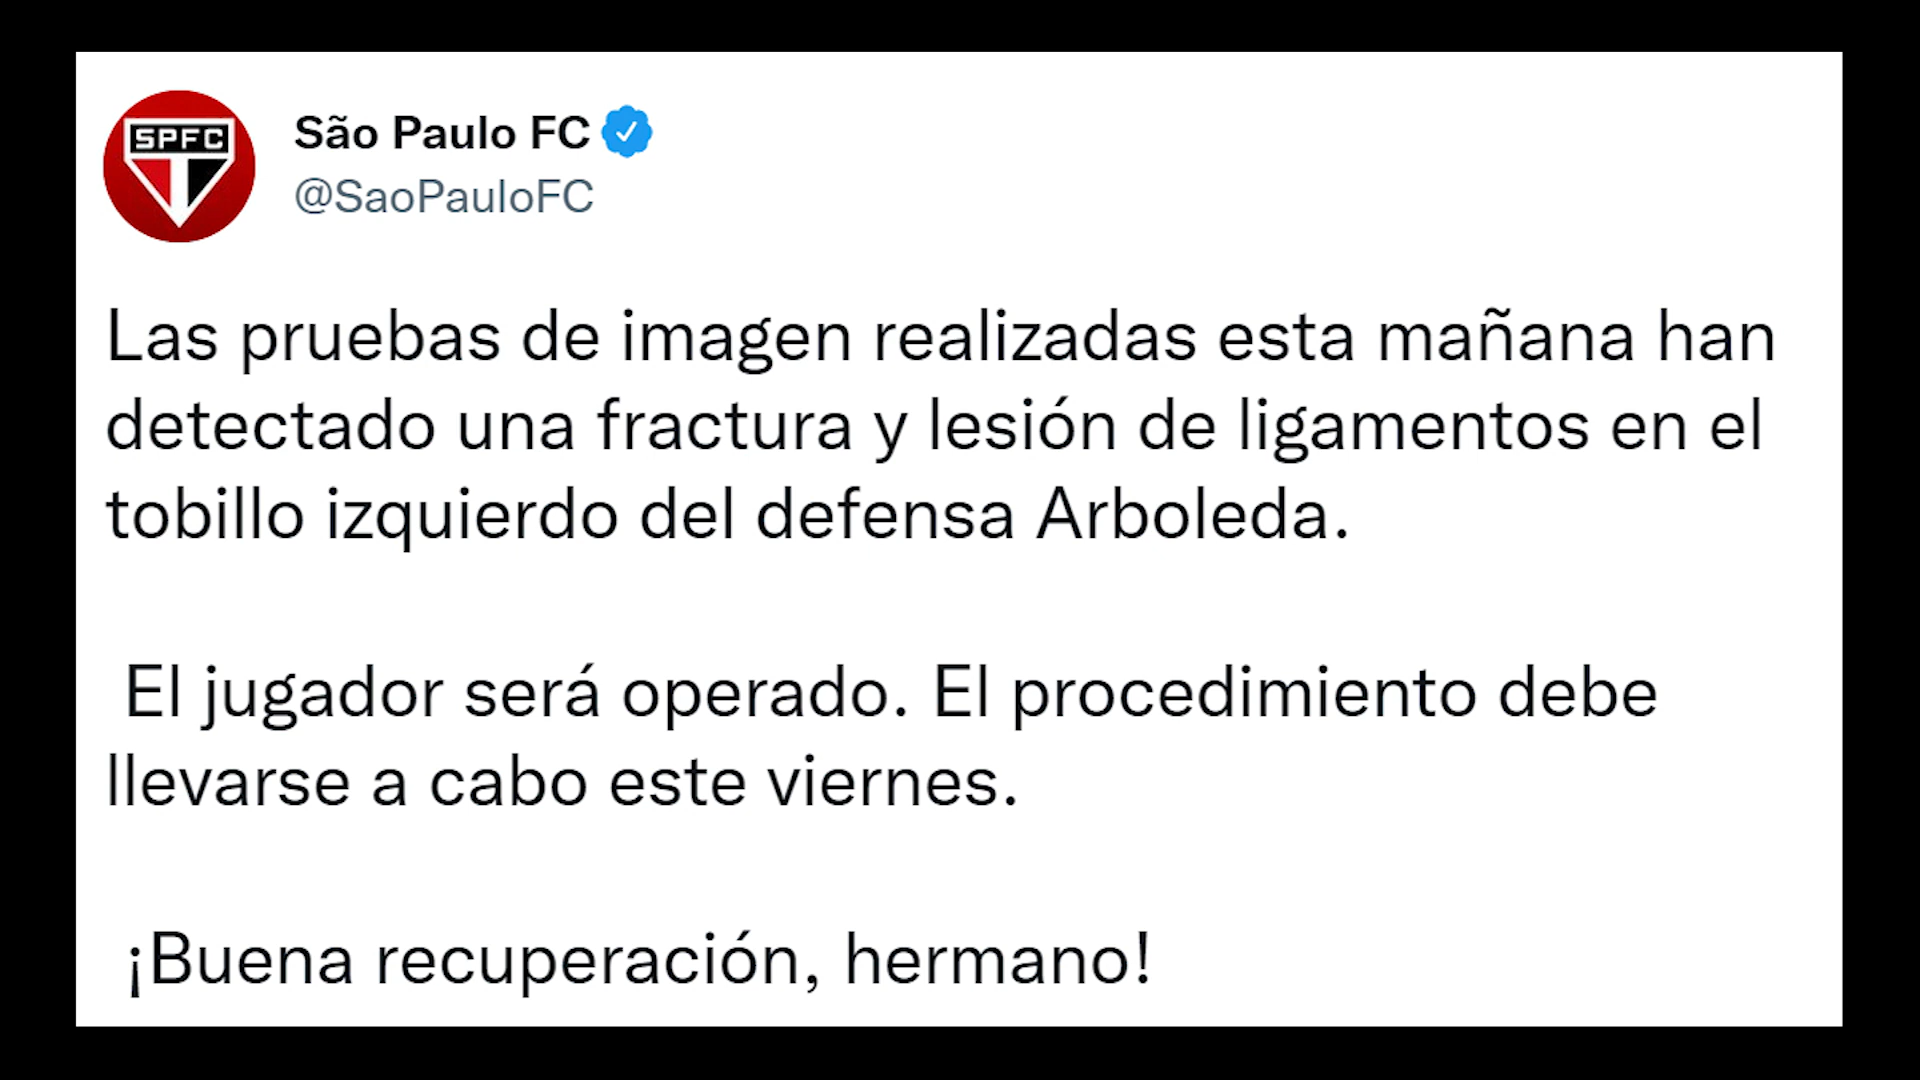 SPFC
São Paulo FC
@SaoPauloFC
Las pruebas de imagen realizadas esta mañana han
detectado una fractura y lesión de ligamentos en el
tobillo izquierdo del defensa Arboleda.
El jugador será operado. El procedimiento debe
llevarse a cabo este viernes.
¡Buena recuperación, hermano!